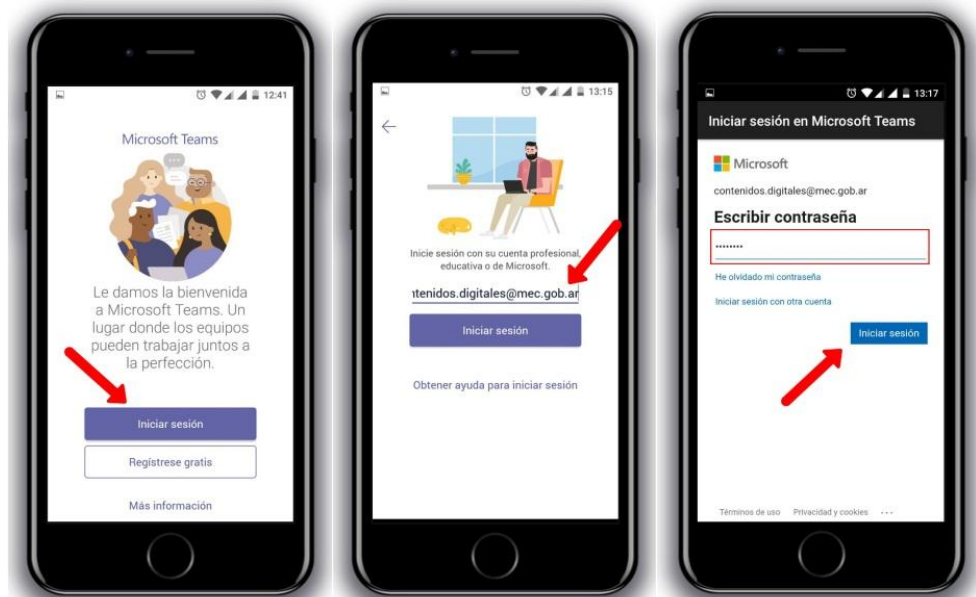 12:41
Microsoft Teams
Le damos la bienvenida
a Microsoft Teams. Un
lugar donde los equipos
pueden trabajar juntos a
la perfección.
Iniciar sesión
Regístrese gratis
Más información
13:15
Inicie sesión con su cuenta profesional,
educativa o de Microsoft.
ntenidos.digitales@mec.gob.ar
Iniciar sesión
Obtener ayuda para iniciar sesión
13:17
Iniciar sesión en Microsoft Teams
Microsoft
contenidos.digitales@mec.gob.ar
Escribir contraseña
........
He olvidado mi contraseña
Iniciar sesión con otra cuenta
Iniciar sesión
Términos de uso Privacidad y cookies ...